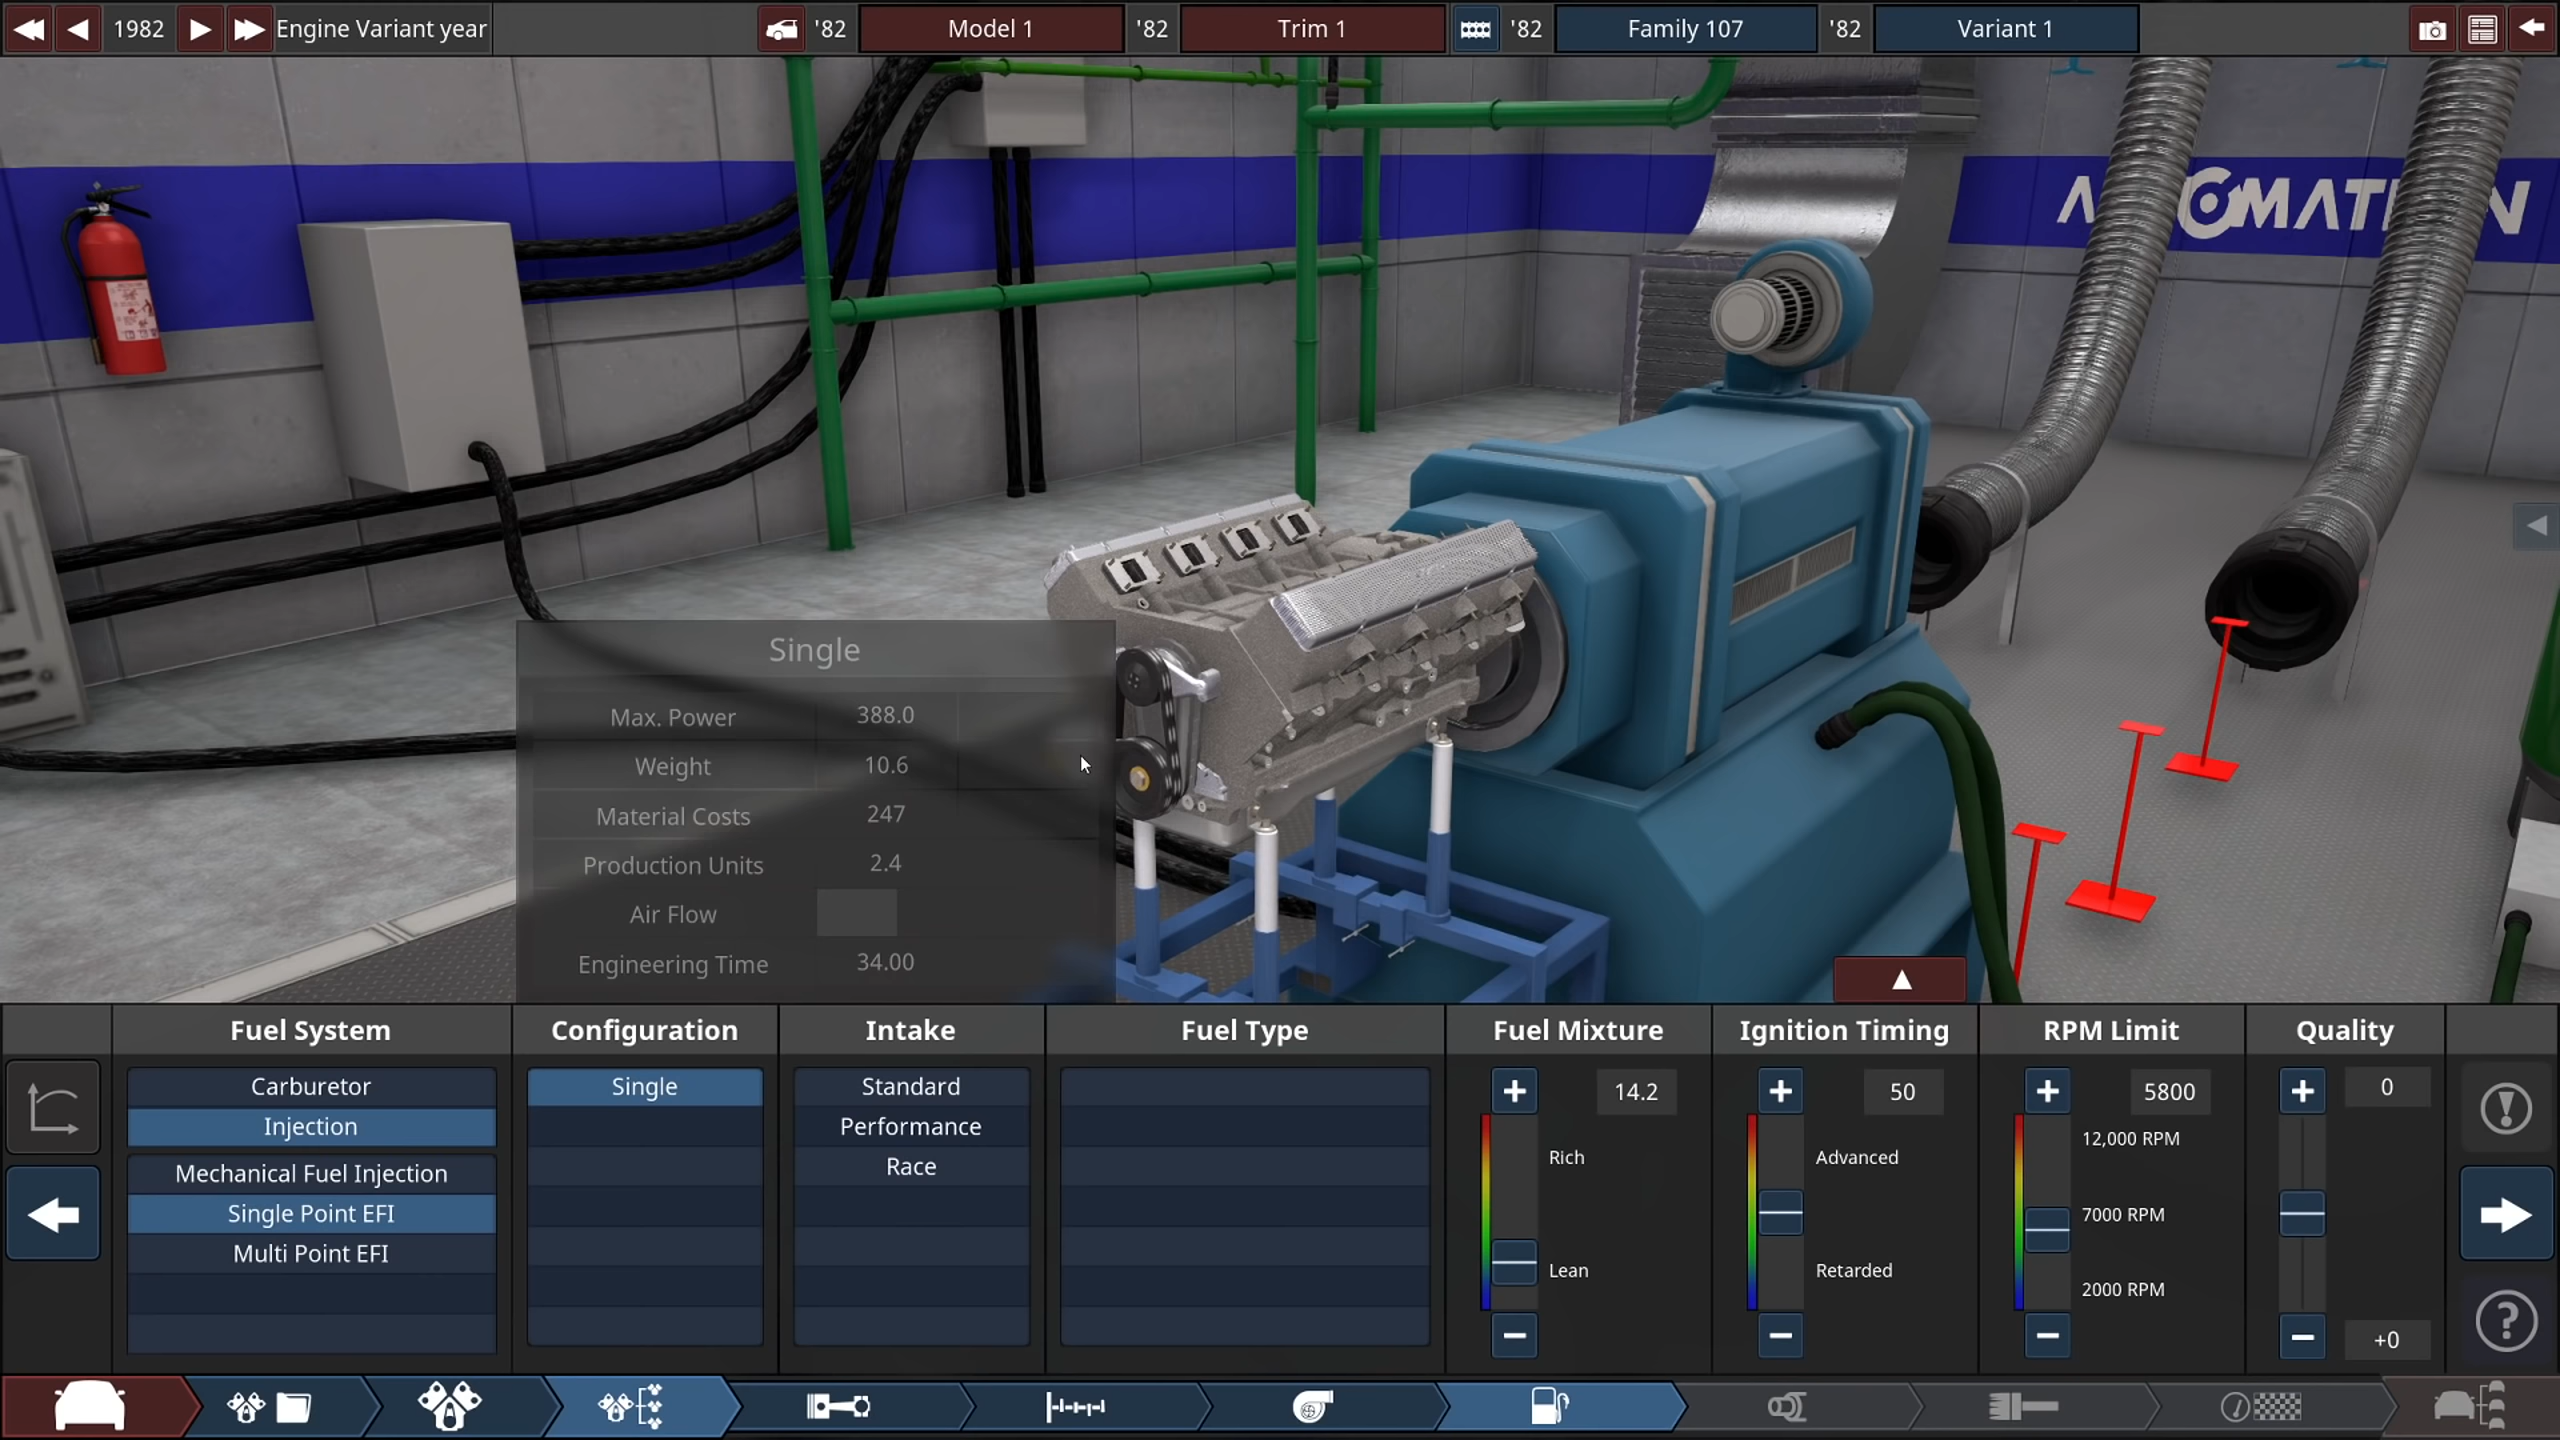 1982
Engine Variant year
'82
Model 1
'82
Trim 1
'82
Family 107
'82
Variant 1
Single
Max. Power 388.0
Weight 10.6
Material Costs 247
Production Units 2.4
Air Flow
Engineering Time 34.00
Fuel System
Carburetor
Injection
Mechanical Fuel Injection
Single Point EFI
Multi Point EFI
Configuration
Single
Intake
Standard
Performance
Race
Fuel Type
Fuel Mixture
14.2
Rich
Lean
Ignition Timing
50
Advanced
Retarded
RPM Limit
5800
12,000 RPM
7000 RPM
2000 RPM
Quality
0
+0